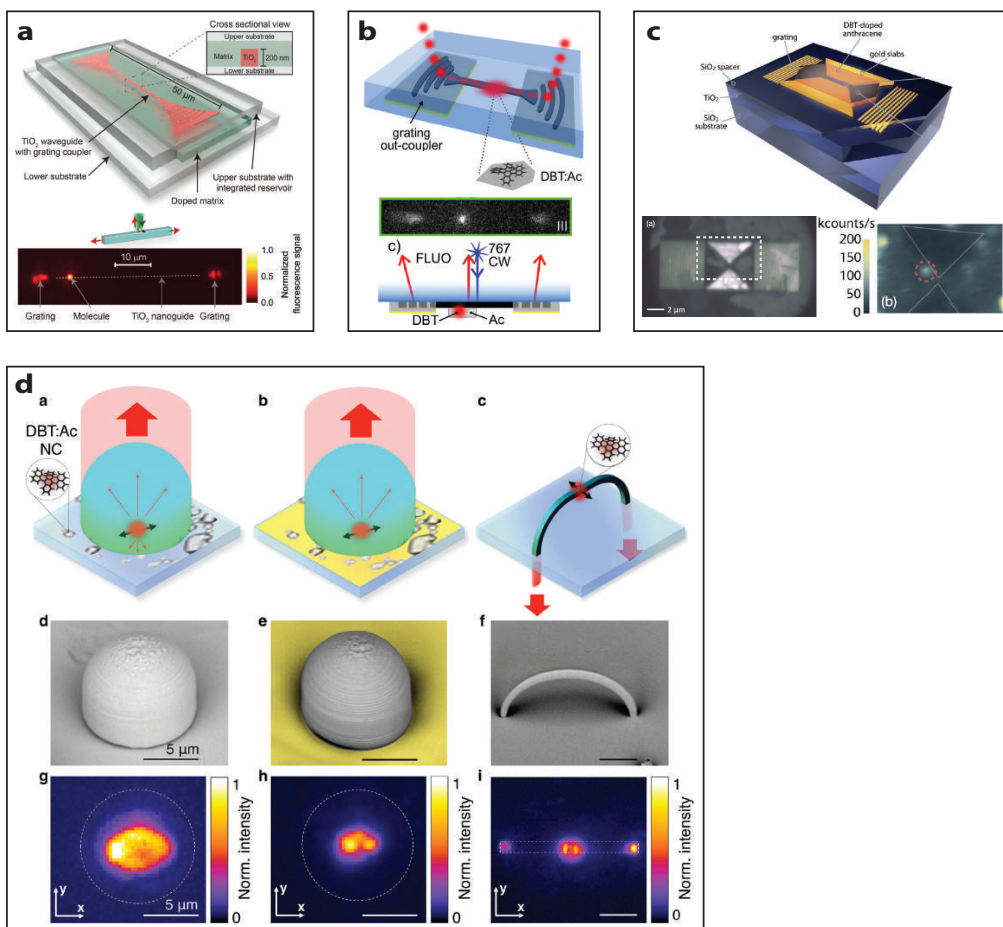 a
Cross sectional view
Upper substrate
Matrix
TiO2
200 nm
Lower substrate
50 μm
TiO2 waveguide
with grating coupler
Lower substrate
Doped matrix
Upper substrate with
integrated reservoir
10 μm
Grating
Molecule
TiO2 nanoguide
Grating
1.0
0.5
0.0
Normalized
fluorescence signal
b
grating
out-coupler
DBT:Ac
c)
FLUO
767
CW
DBT
Ac
c
grating
DBT-doped
anthracene
gold slabs
SiO2 spacer
TiO2
SiO2
substrate
(a)
2 μm
kcounts/s
200
150
100
50
0
(b)
d
a
b
c
DBT:Ac
NC
d
e
f
5 μm
g
h
i
1
0
Norm. intensity
1
0
Norm. intensity
1
0
Norm. intensity
y
x
5 μm
y
x
y
x